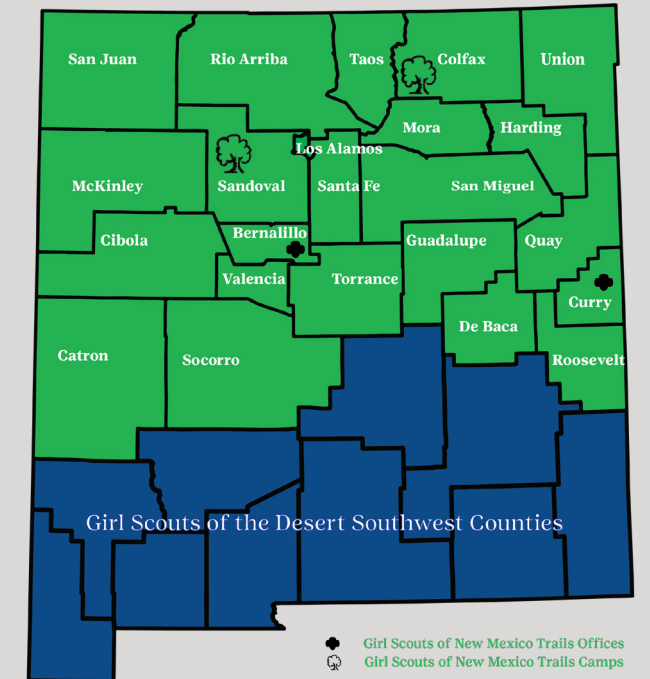 San Juan
Rio Arriba
Taos
Colfax
Union
Mora
Harding
Los Alamos
McKinley
Sandoval
Santa Fe
San Miguel
Cibola
Bernalillo
Guadalupe
Quay
Valencia
Torrance
Curry
De Baca
Catron
Socorro
Roosevelt
Girl Scouts of the Desert Southwest Counties
Girl Scouts of New Mexico Trails Offices
Girl Scouts of New Mexico Trails Camps